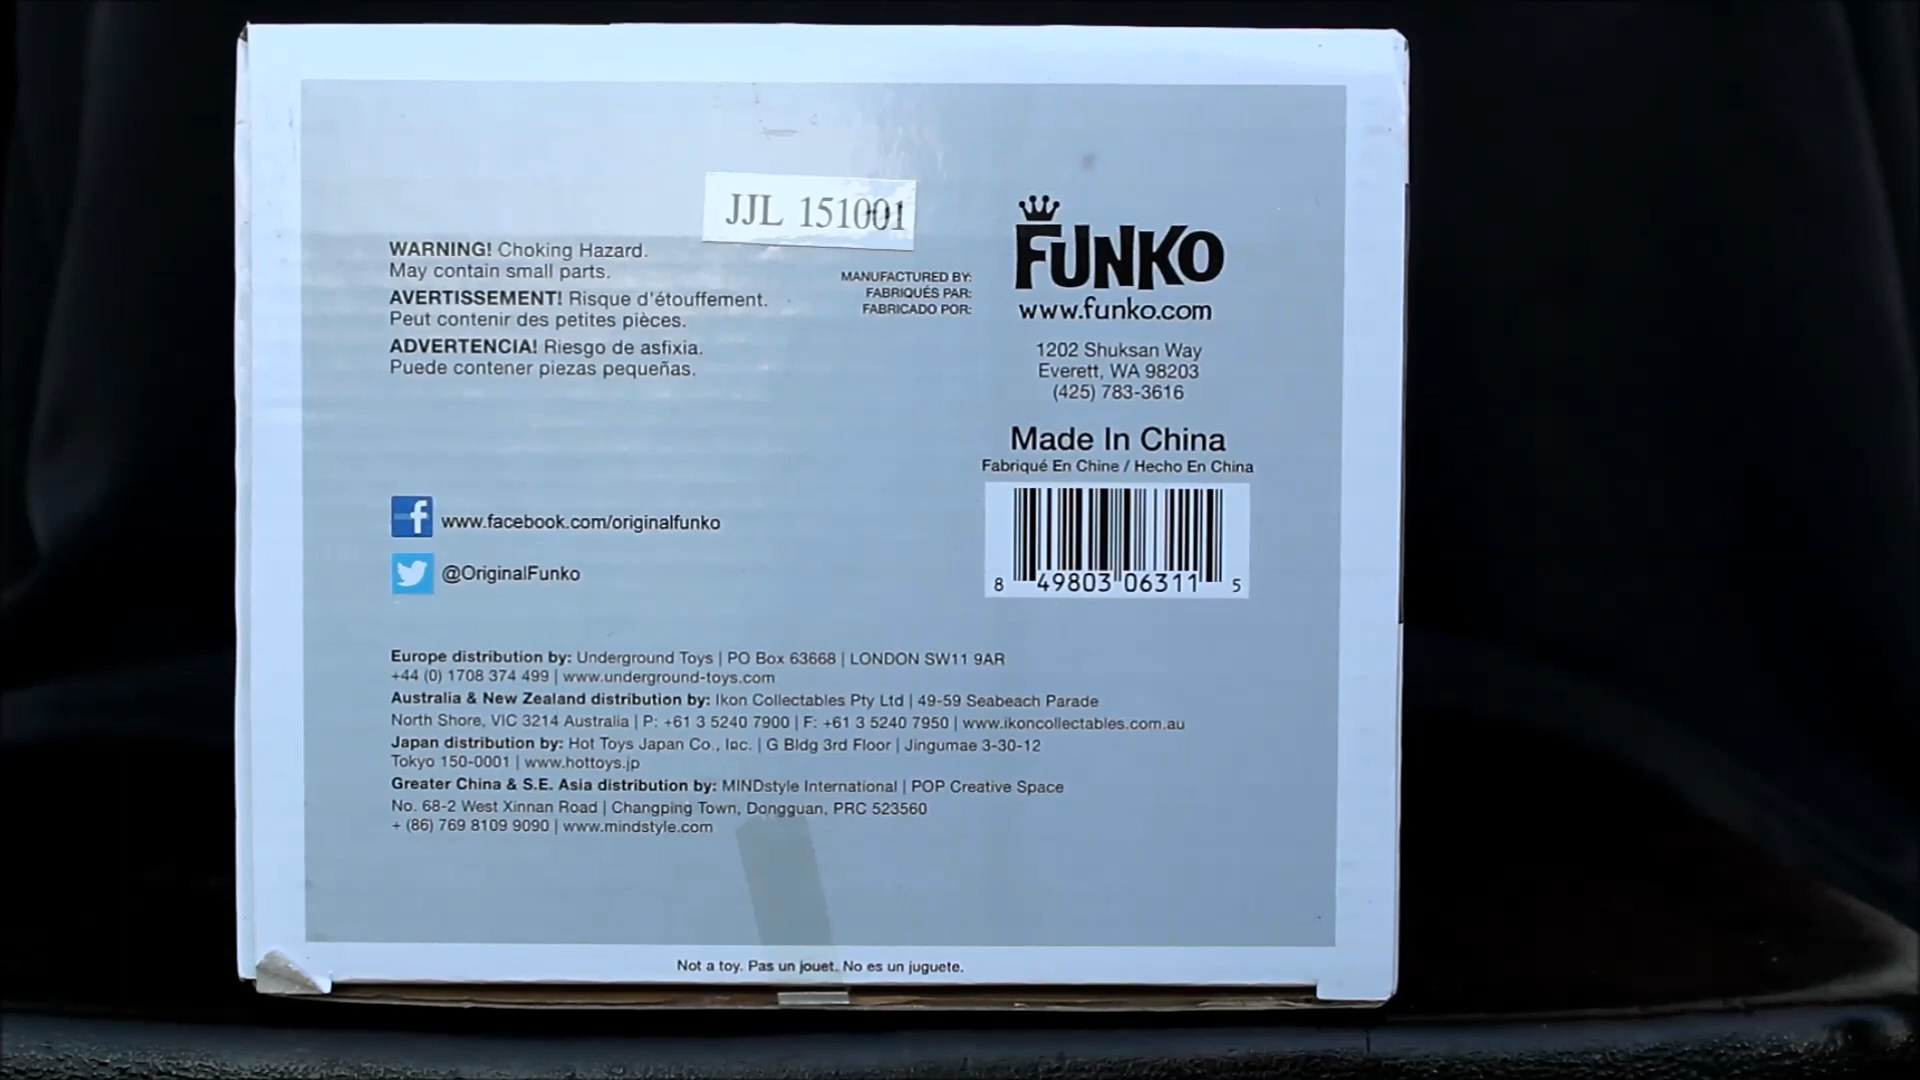 JJL 151001
WARNING! Choking Hazard.
May contain small parts.
AVERTISSEMENT! Risque d'étouffement.
Peut contenir des petites pièces.
ADVERTENCIA! Riesgo de asfixia.
Puede contener piezas pequeñas.
MANUFACTURED BY:
FABRIQUÉS PAR:
FABRICADO POR:
FUNKO
www.funko.com
1202 Shuksan Way
Everett, WA 98203
(425) 783-3616
Made In China
Fabriqué En Chine / Hecho En China
8 49803 06311 5
f www.facebook.com/originalfunko
@OriginalFunko
Europe distribution by: Underground Toys | PO Box 63668 | LONDON SW11 9AR
+44 (0) 1708 374 499 | www.underground-toys.com
Australia & New Zealand distribution by: Ikon Collectables Pty Ltd | 49-59 Seabeach Parade
North Shore, VIC 3214 Australia | P: +61 3 5240 7900 | F: +61 3 5240 7950 | www.ikoncollectables.com.au
Japan distribution by: Hot Toys Japan Co., Inc. | G Bldg 3rd Floor | Jingumae 3-30-12
Tokyo 150-0001 | www.hottoys.jp
Greater China & S.E. Asia distribution by: MINDstyle International | POP Creative Space
No. 68-2 West Xinnan Road | Changping Town, Dongguan, PRC 523560
+ (86) 769 8109 9090 | www.mindstyle.com
Not a toy. Pas un jouet. No es un juguete.